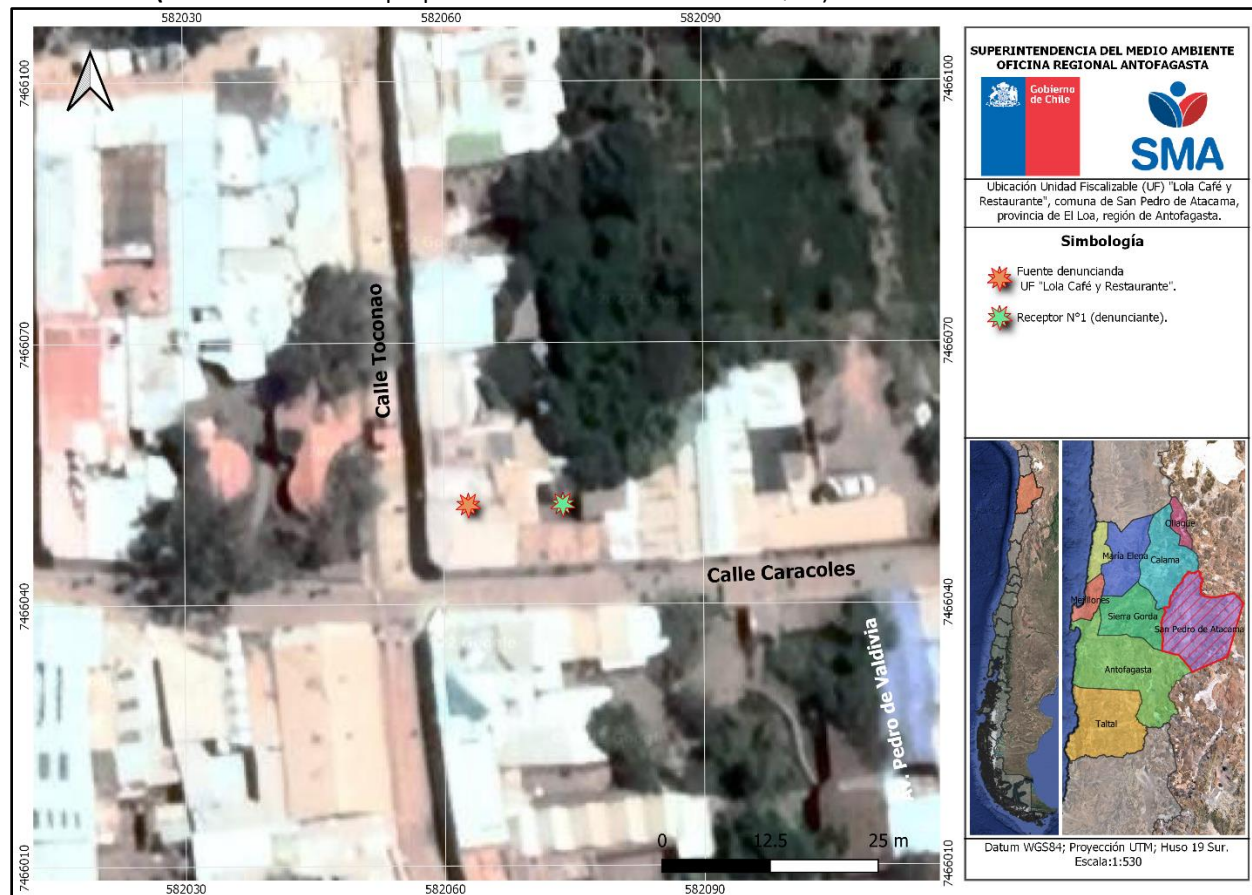 582030
582060
582090
7466100
7466100
7466070
7466070
7466040
7466040
7466010
7466010
582030
582060
582090
Calle Toconao
Calle Caracoles
Pedro de Valdivia
0
12.5
25 m
SUPERINTENDENCIA DEL MEDIO AMBIENTE
OFICINA REGIONAL ANTOFAGASTA
Gobierno
de Chile
SMA
Ubicación Unidad Fiscalizable (UF) "Lola Café y
Restaurante", comuna de San Pedro de Atacama,
provincia de El Loa, región de Antofagasta.
Simbología
Fuente denuncianda
UF "Lola Café y Restaurante".
Receptor N°1 (denunciante).
Ollague
María Elena
Calama
Sierra Gorda
San Pedro de Atacama
Antofagasta
Taltal
Datum WGS84; Proyección UTM; Huso 19 Sur.
Escala:1:530